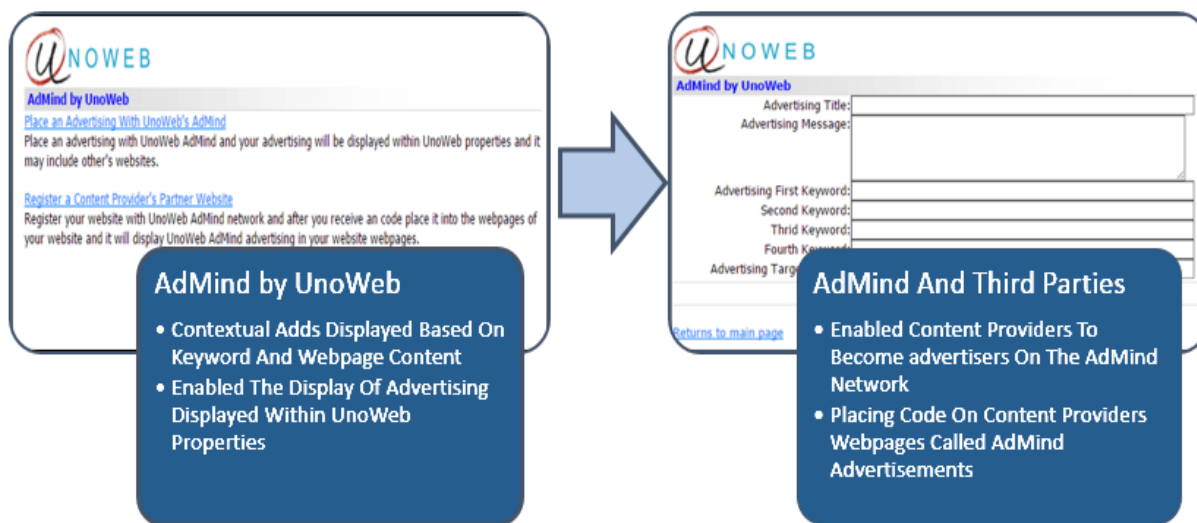 UNOWEB
AdMind by UnoWeb
Place an Advertising With UnoWeb's AdMind
Place an advertising with UnoWeb AdMind and your advertising will be displayed within UnoWeb properties and it
may include other's websites.
Register a Content Provider's Partner Website
Register your website with UnoWeb AdMind network and after you receive an code place it into the webpages of
your website and it will display UnoWeb AdMind advertising in your website webpages.
AdMind by UnoWeb
• Contextual Adds Displayed Based On
Keyword And Webpage Content
• Enabled The Display Of Advertising
Displayed Within UnoWeb
Properties
UNOWEB
AdMind by UnoWeb
Advertising Title:
Advertising Message:
Advertising First Keyword:
Second Keyword:
Thrid Keyword:
Fourth
Advertising
Returns to main page
AdMind And Third Parties
• Enabled Content Providers To
Become advertisers On The AdMind
Network
• Placing Code On Content Providers
Webpages Called AdMind
Advertisements